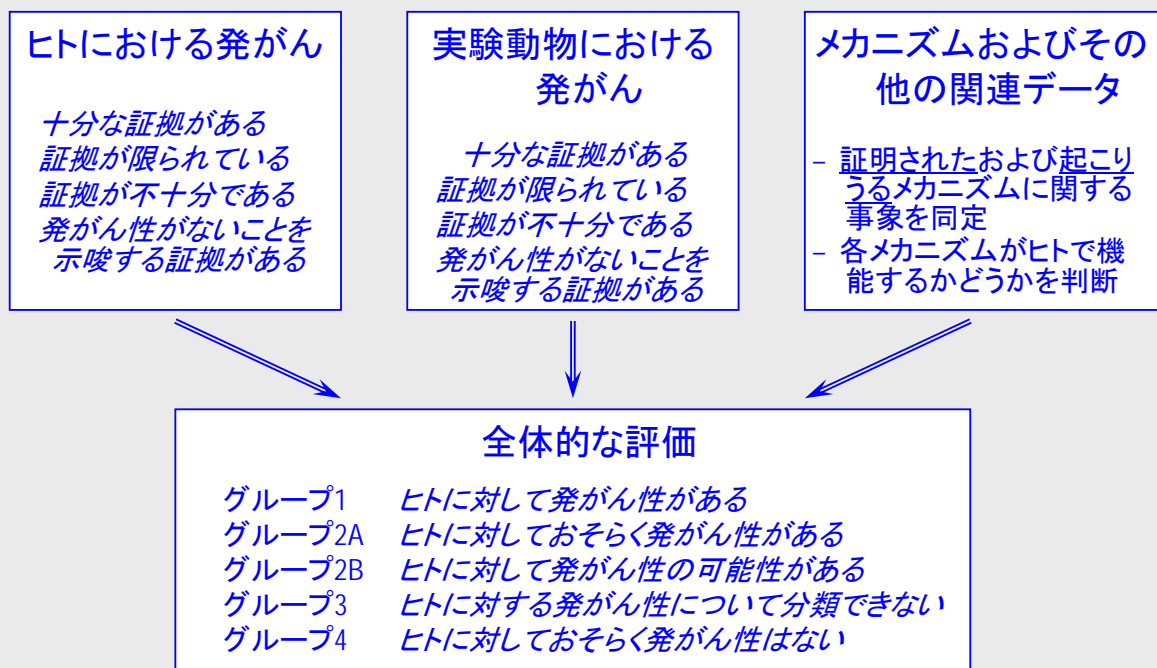 ヒトにおける発がん
十分な証拠がある
証拠が限られている
証拠が不十分である
発がん性がないことを
示唆する証拠がある
実験動物における
発がん
十分な証拠がある
証拠が限られている
証拠が不十分である
発がん性がないことを
示唆する証拠がある
メカニズムおよびその
他の関連データ
– 証明されたおよび起こり
うるメカニズムに関する
事象を同定
– 各メカニズムがヒトで機
能するかどうかを判断
全体的な評価
グループ1 ヒトに対して発がん性がある
グループ2A ヒトに対しておそらく発がん性がある
グループ2B ヒトに対して発がん性の可能性がある
グループ3 ヒトに対する発がん性について分類できない
グループ4 ヒトに対しておそらく発がん性はない